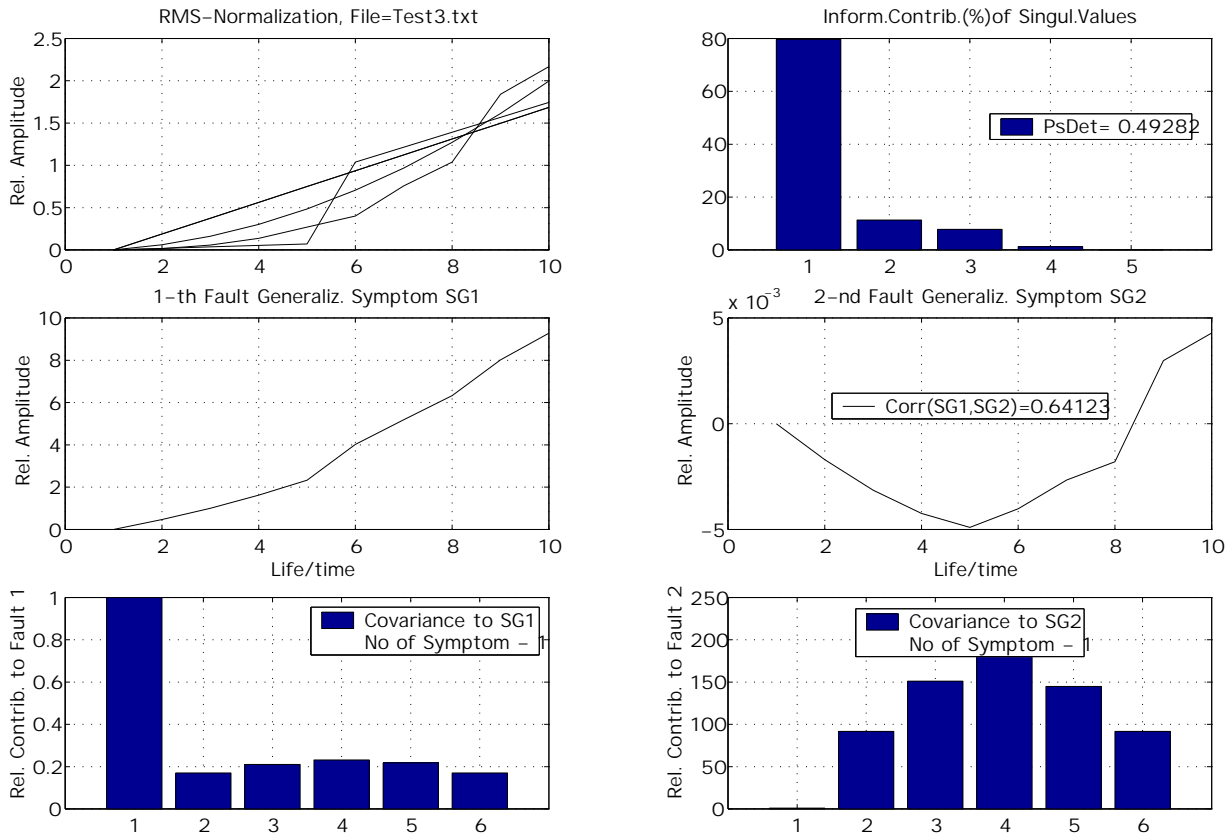 RMS–Normalization, File=Test3.txt
Rel. Amplitude
2.5
2
1.5
1
0.5
0
0 2 4 6 8 10
Inform.Contrib.(%)of Singul.Values
80
60
40
20
0
PsDet= 0.49282
1 2 3 4 5
1–th Fault Generaliz. Symptom SG1
Rel. Amplitude
10
8
6
4
2
0
0 2 4 6 8 10
Life/time
x 10–3
2–nd Fault Generaliz. Symptom SG2
Rel. Amplitude
5
0
–5
Corr(SG1,SG2)=0.64123
0 2 4 6 8 10
Life/time
Rel. Contrib. to Fault 1
1
0.8
0.6
0.4
0.2
0
Covariance to SG1
No of Symptom – 1
1 2 3 4 5 6
Rel. Contrib. to Fault 2
250
200
150
100
50
0
Covariance to SG2
No of Symptom – 1
1 2 3 4 5 6